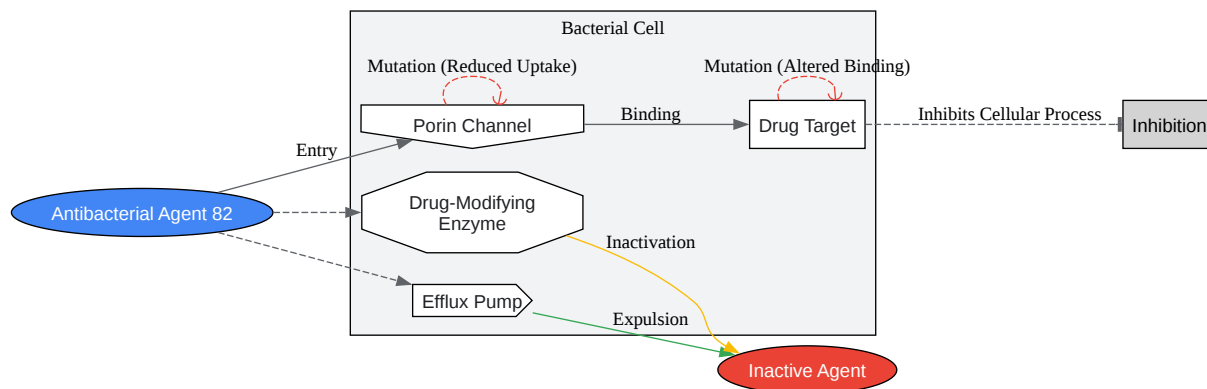 Bacterial Cell
Mutation (Reduced Uptake)
Mutation (Altered Binding)
Porin Channel
Binding
Drug Target
Inhibits Cellular Process
Inhibition
Entry
Antibacterial Agent 82
Drug-Modifying
Enzyme
Inactivation
Efflux Pump
Expulsion
Inactive Agent